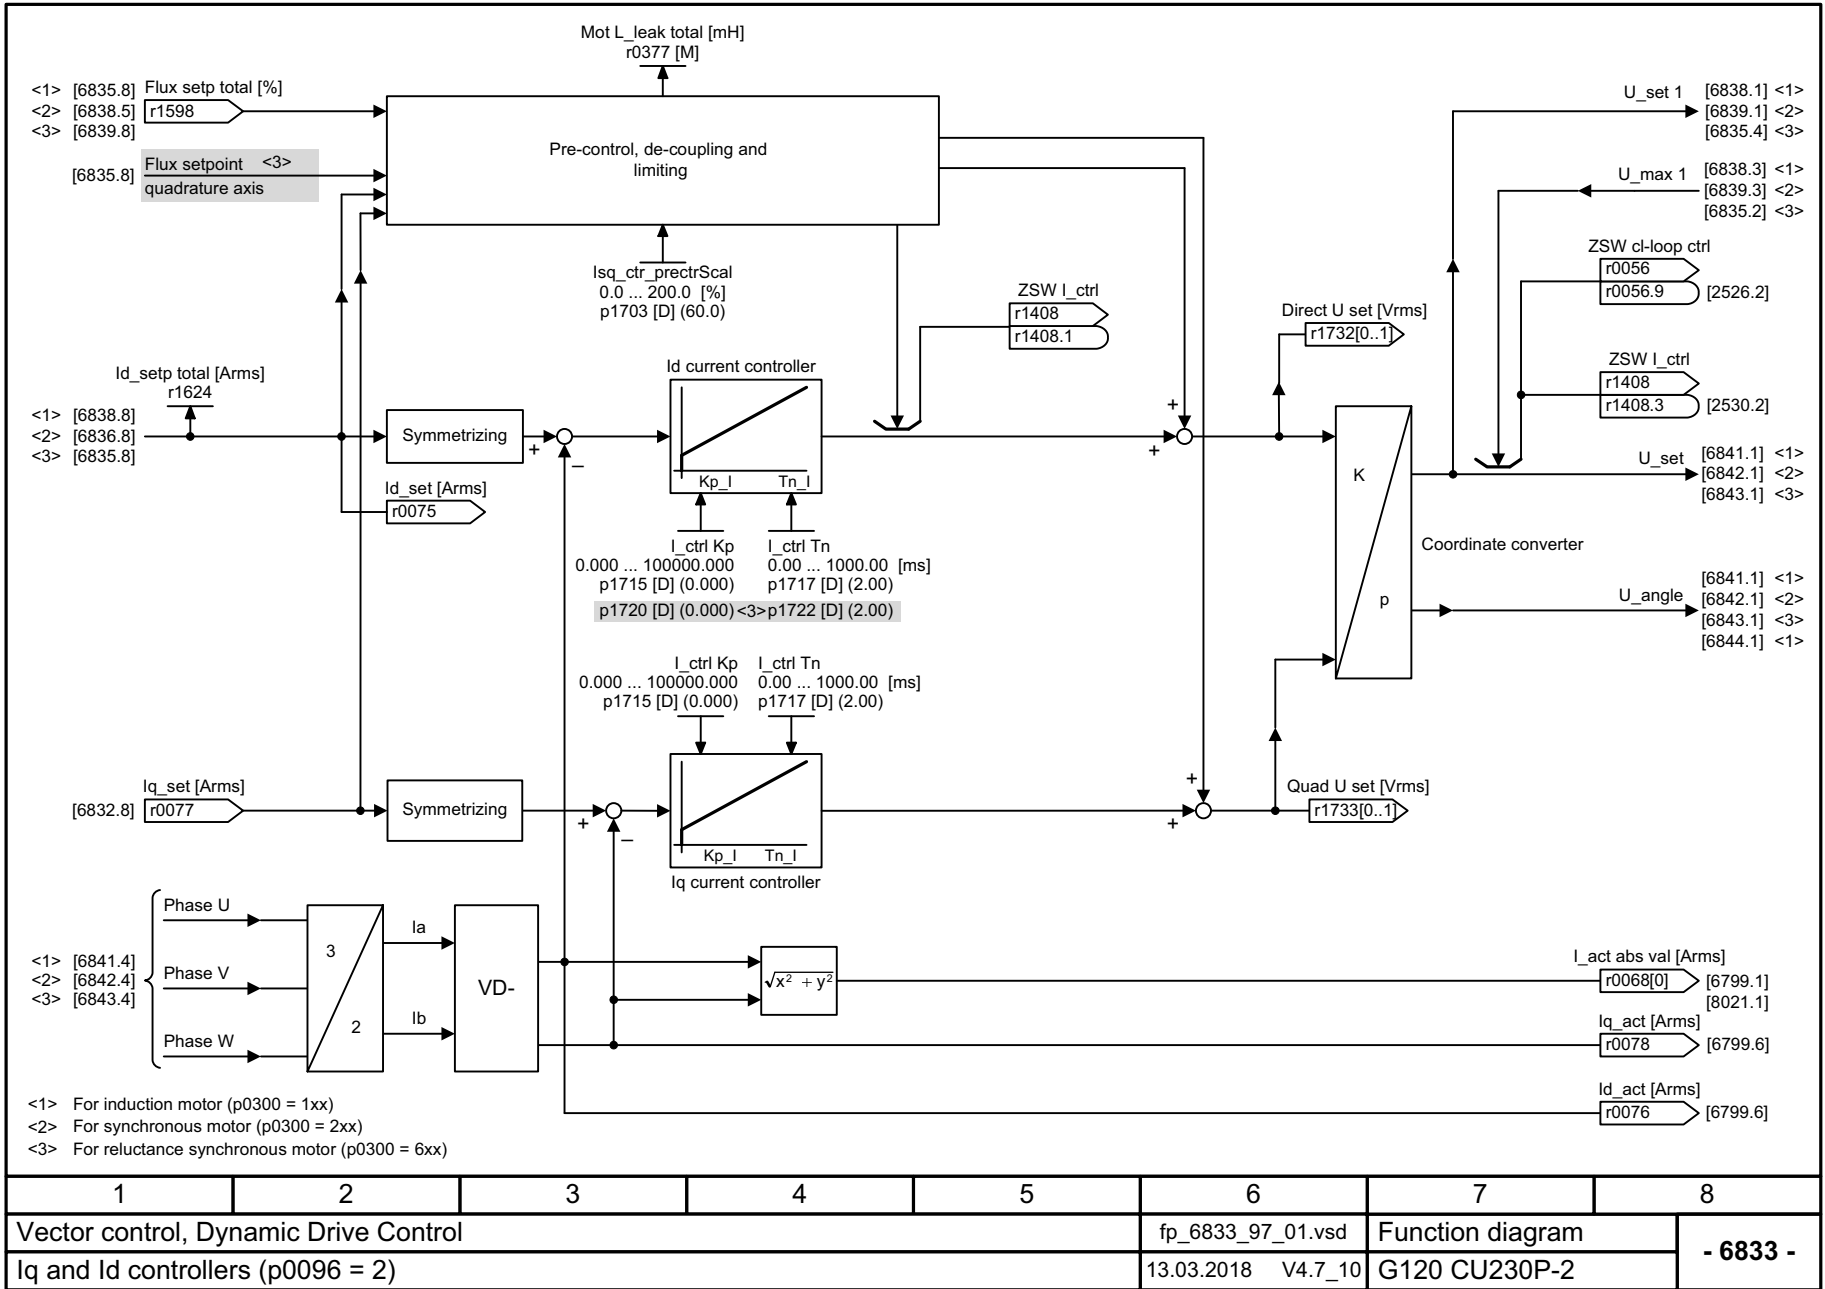 Mot L_leak total [mH]
r0377 [M]
<1> [6835.8] Flux setp total [%]
<2> [6838.5] r1598
<3> [6839.8]
Flux setpoint <3>
[6835.8]
quadrature axis
Pre-control, de-coupling and
limiting
U_set 1 [6838.1] <1>
[6839.1] <2>
[6835.4] <3>
U_max 1 [6838.3] <1>
[6839.3] <2>
[6835.2] <3>
ZSW cl-loop ctrl
r0056
r0056.9 [2526.2]
Isq_ctr_prectrScal
0.0 ... 200.0 [%]
p1703 [D] (60.0)
ZSW I_ctrl
r1408
r1408.1
Direct U set [Vrms]
r1732[0..1]
ZSW I_ctrl
r1408
r1408.3 [2530.2]
Id_setp total [Arms]
r1624
<1> [6838.8]
<2> [6836.8]
<3> [6835.8]
Symmetrizing
+
–
Id current controller
Kp_I Tn_I
+
+
K
p
U_set [6841.1] <1>
[6842.1] <2>
[6843.1] <3>
Id_set [Arms]
r0075
I_ctrl Kp I_ctrl Tn
0.000 ... 100000.000 0.00 ... 1000.00 [ms]
p1715 [D] (0.000) p1717 [D] (2.00)
p1720 [D] (0.000) <3> p1722 [D] (2.00)
Coordinate converter
U_angle [6841.1] <1>
[6842.1] <2>
[6843.1] <3>
[6844.1] <1>
I_ctrl Kp I_ctrl Tn
0.000 ... 100000.000 0.00 ... 1000.00 [ms]
p1715 [D] (0.000) p1717 [D] (2.00)
Iq_set [Arms]
[6832.8] r0077
Symmetrizing
+
–
Kp_I Tn_I
Iq current controller
+
+
Quad U set [Vrms]
r1733[0..1]
Phase U
Phase V
Phase W
<1> [6841.4]
<2> [6842.4]
<3> [6843.4]
3
2
Ia
Ib
VD-
√x² + y²
I_act abs val [Arms]
r0068[0] [6799.1]
[8021.1]
Iq_act [Arms]
r0078 [6799.6]
Id_act [Arms]
r0076 [6799.6]
<1> For induction motor (p0300 = 1xx)
<2> For synchronous motor (p0300 = 2xx)
<3> For reluctance synchronous motor (p0300 = 6xx)
1 2 3 4 5 6 7 8
Vector control, Dynamic Drive Control fp_6833_97_01.vsd Function diagram
- 6833 -
Iq and Id controllers (p0096 = 2) 13.03.2018 V4.7_10 G120 CU230P-2